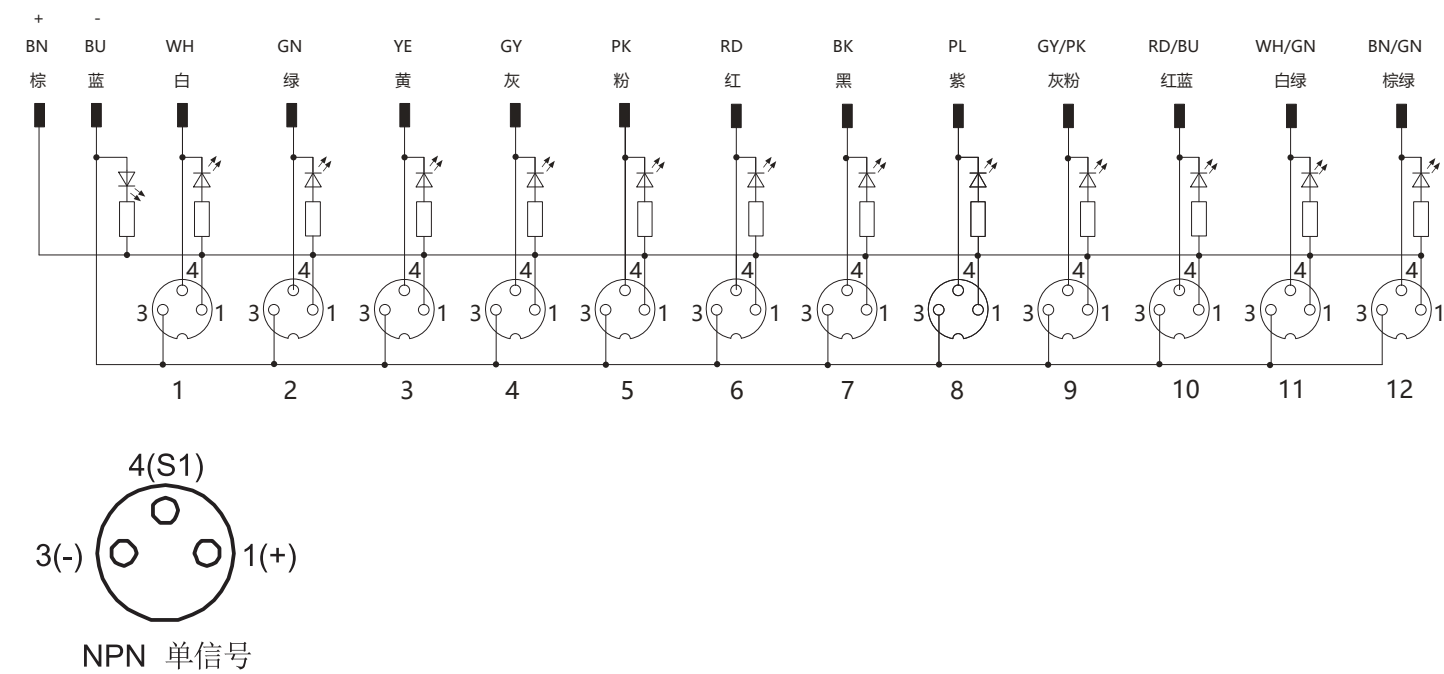 + -
BN BU WH GN YE GY PK RD BK PL GY/PK RD/BU WH/GN BN/GN
棕 蓝 白 绿 黄 灰 粉 红 黑 紫 灰粉 红蓝 白绿 棕绿
4 4 4 4 4 4 4 4 4 4 4 4
3 1 3 1 3 1 3 1 3 1 3 1 3 1 3 1 3 1 3 1 3 1 3 1
1 2 3 4 5 6 7 8 9 10 11 12
4(S1)
3(-) 1(+)
NPN 单信号